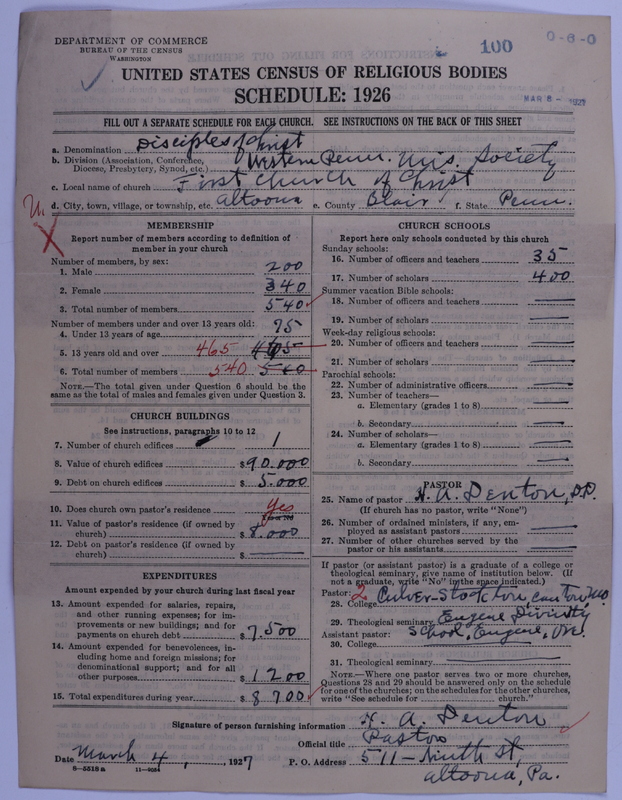 DEPARTMENT OF COMMERCE
BUREAU OF THE CENSUS
WASHINGTON
100
0-6-0
MAR 8 - 1927
UNITED STATES CENSUS OF RELIGIOUS BODIES
SCHEDULE: 1926
FILL OUT A SEPARATE SCHEDULE FOR EACH CHURCH. SEE INSTRUCTIONS ON THE BACK OF THIS SHEET
a. Denomination Disciples of Christ
b. Division (Association, Conference, Diocese, Presbytery, Synod, etc.) Western Penn. Mis. Society
c. Local name of church First Church of Christ
d. City, town, village, or township, etc. Altoona e. County Blair f. State Penn.
MEMBERSHIP
Report number of members according to definition of
member in your church
Number of members, by sex:
1. Male 200
2. Female 340
3. Total number of members 540
Number of members under and over 13 years old:
4. Under 13 years of age 75
5. 13 years old and over 465
6. Total number of members 540 540
NOTE.—The total given under Question 6 should be
same as the total of males and females given under Question 3.
CHURCH BUILDINGS
See instructions, paragraphs 10 to 12
7. Number of church edifices 1
8. Value of church edifices $90.000
9. Debt on church edifices $5.000
10. Does church own pastor's residence Yes
11. Value of pastor's residence (if owned by
church) $8.000
12. Debt on pastor's residence (if owned by
church) $
EXPENDITURES
Amount expended by your church during last fiscal year
13. Amount expended for salaries, repairs,
and other running expenses; for im-
provements or new buildings; and for
payments on church debt $7.500
14. Amount expended for benevolences, in-
cluding home and foreign missions; for
denominational support; and for all
other purposes $1200
15. Total expenditures during year $8700
CHURCH SCHOOLS
Report here only schools conducted by this church
Sunday schools:
16. Number of officers and teachers 35
17. Number of scholars 400
Summer vacation Bible schools:
18. Number of officers and teachers
19. Number of scholars
Week-day religious schools:
20. Number of officers and teachers
21. Number of scholars
Parochial schools:
22. Number of administrative officers
23. Number of teachers—
a. Elementary (grades 1 to 8)
b. Secondary
24. Number of scholars—
a. Elementary (grades 1 to 8)
b. Secondary
PASTOR
25. Name of pastor H. A. Denton, D.D.
(If church has no pastor, write "None")
26. Number of ordained ministers, if any, em-
ployed as assistant pastors
27. Number of other churches served by the
pastor or his assistants
If pastor (or assistant pastor) is a graduate of a college or
theological seminary, give name of institution below. (If
not a graduate, write "No" in the space indicated.)
Pastor: 2
28. College Culver-Stockton, Canton, Mo.
29. Theological seminary Eugene Divinity
School, Eugene, Ore.
Assistant pastor:
30. College
31. Theological seminary
NOTE.—Where one pastor serves two or more churches,
Questions 28 and 29 should be answered only on the schedule
for one of the churches; on the schedules for the other churches,
write "See schedule for church."
Signature of person furnishing information H. A. Denton
Official title Pastor
Date March 4, 1927 P. O. Address 511-Ninth St,
Altoona, Pa.
6-5518a 11-9084